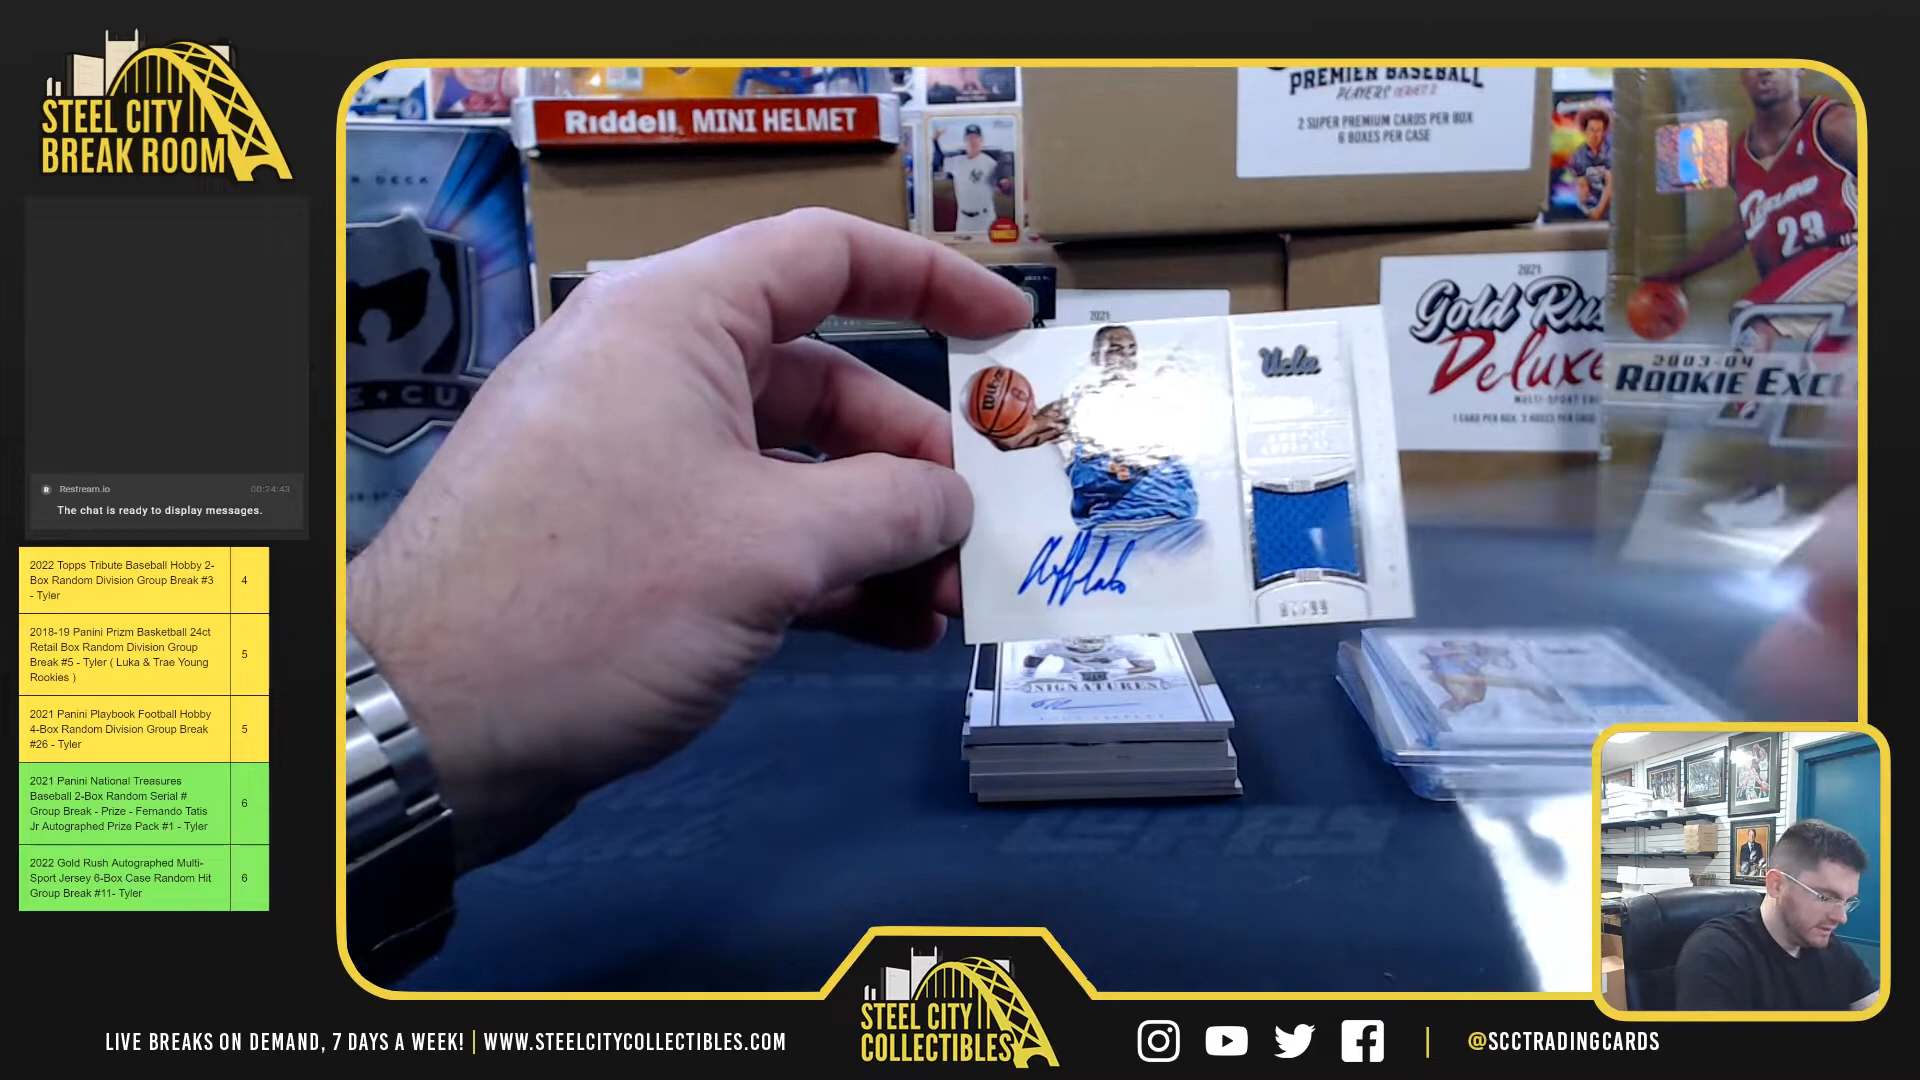 STEEL CITY
BREAK ROOM
Restream.io 00:24:43
The chat is ready to display messages.
2022 Topps Tribute Baseball Hobby 2-
Box Random Division Group Break #3
- Tyler
4
2018-19 Panini Prizm Basketball 24ct
Retail Box Random Division Group
Break #5 - Tyler ( Luka & Trae Young
Rookies )
5
2021 Panini Playbook Football Hobby
4-Box Random Division Group Break
#26 - Tyler
5
2021 Panini National Treasures
Baseball 2-Box Random Serial #
Group Break - Prize - Fernando Tatis
Jr Autographed Prize Pack #1 - Tyler
6
2022 Gold Rush Autographed Multi-
Sport Jersey 6-Box Case Random Hit
Group Break #11- Tyler
6
Riddell MINI HELMET
PREMIER BASEBALL
2 SUPER PREMIUM CARDS PER BOX
6 BOXES PER CASE
CLEVELAND
23
2021
2021
Gold Rus
Deluxe
2003-04
ROOKIE EXCL
Wilson
Ucla
SIGNATURES
topps
STEEL CITY
COLLECTIBLES
LIVE BREAKS ON DEMAND, 7 DAYS A WEEK! | WWW.STEELCITYCOLLECTIBLES.COM
@SCCTRADINGCARDS